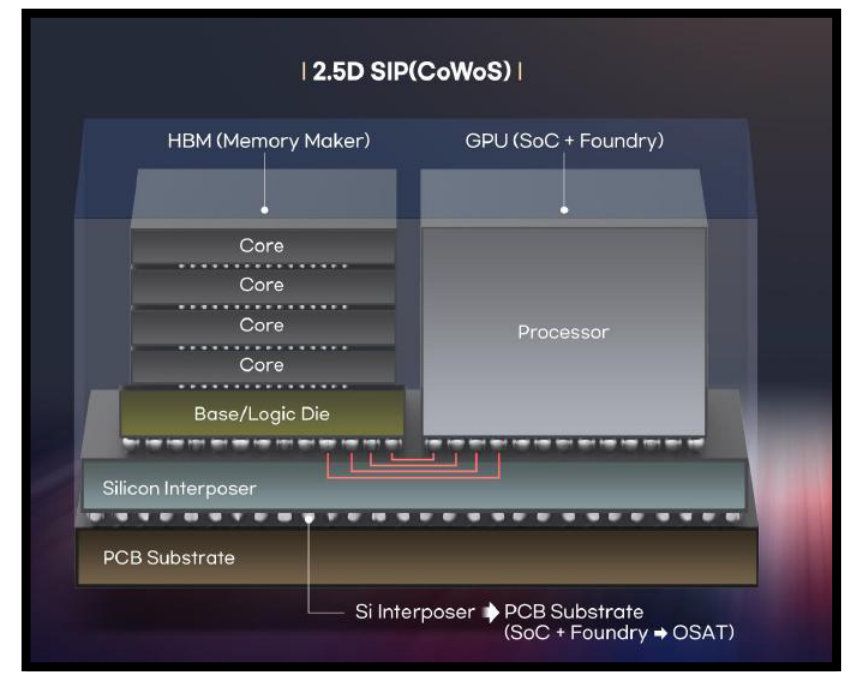 | 2.5D SIP(CoWoS) |
HBM (Memory Maker)
GPU (SoC + Foundry)
Core
Core
Core
Core
Processor
Base/Logic Die
Silicon Interposer
PCB Substrate
Si Interposer ➡ PCB Substrate
(SoC + Foundry ➡ OSAT)